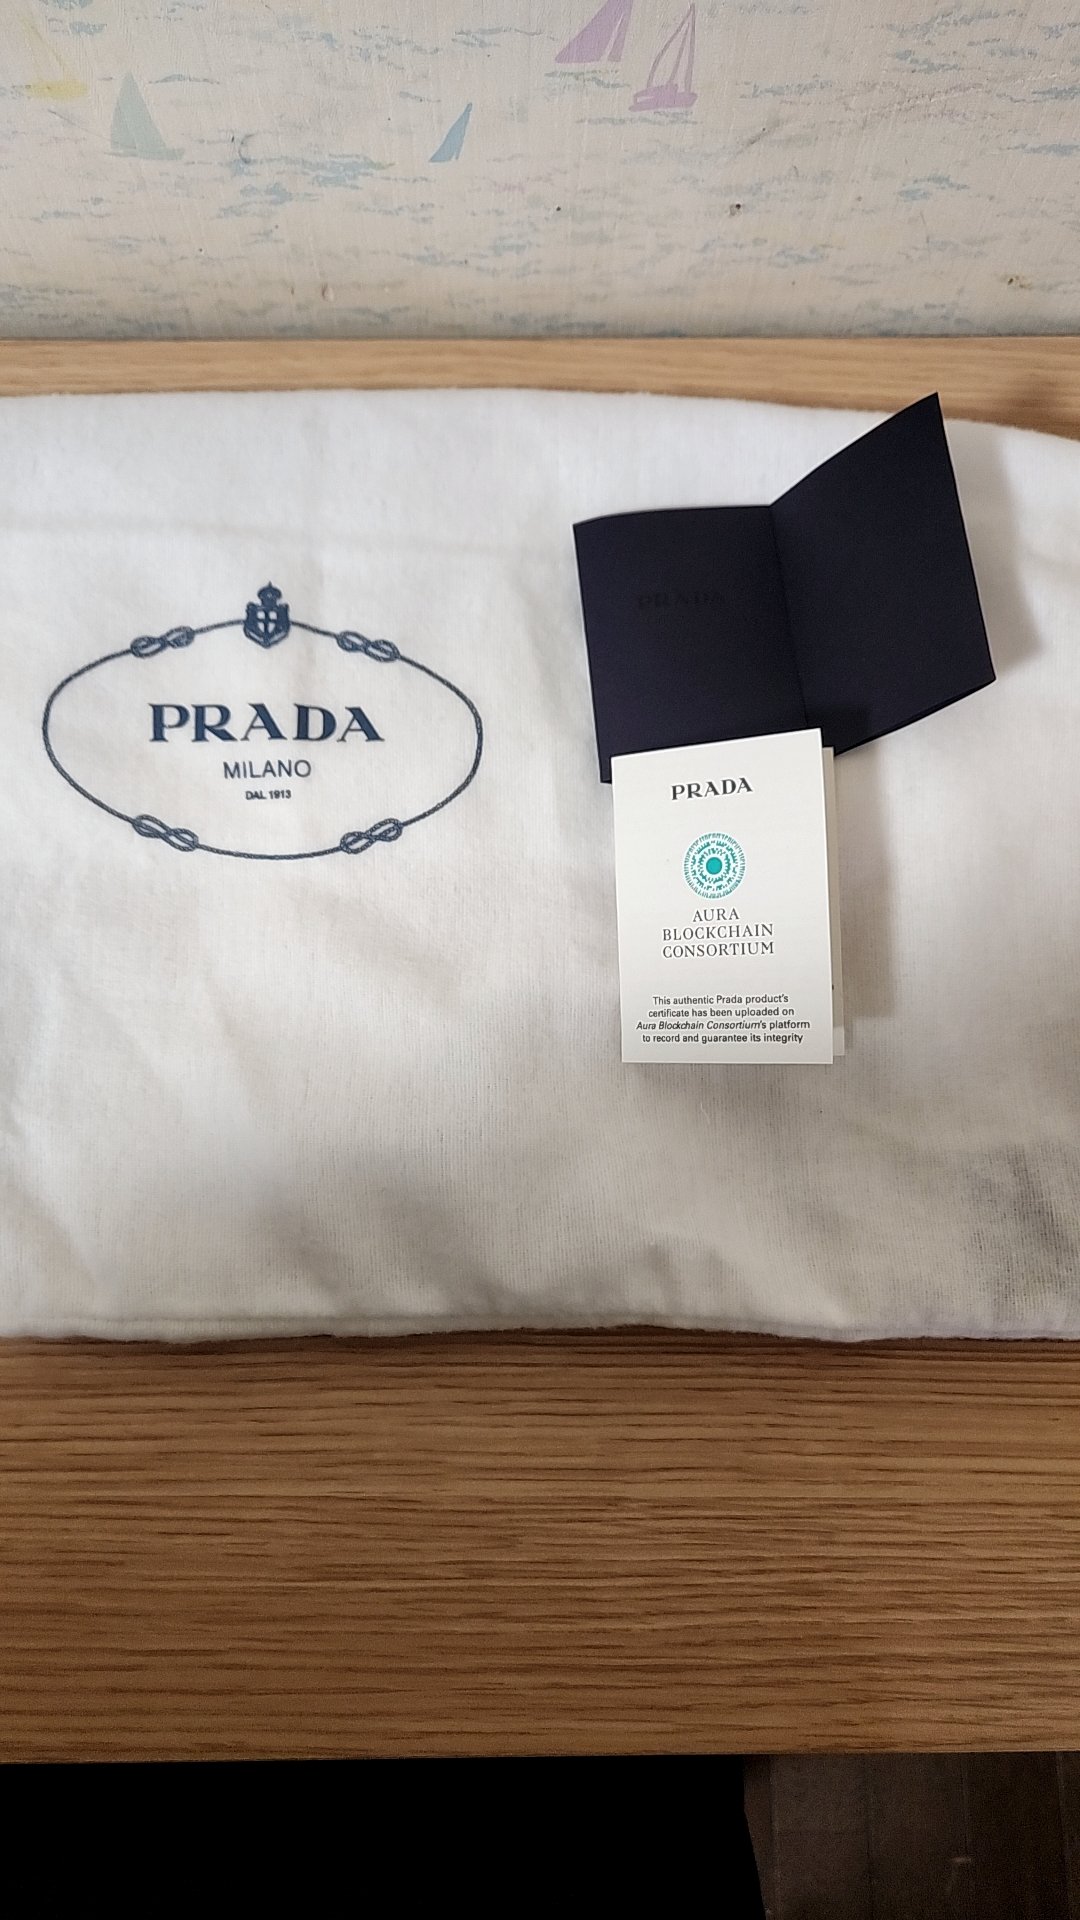 PRADA
MILANO
DAL 1913
PRADA
PRADA
AURA
BLOCKCHAIN
CONSORTIUM
This authentic Prada product's
certificate has been uploaded on
Aura Blockchain Consortium's platform
to record and guarantee its integrity